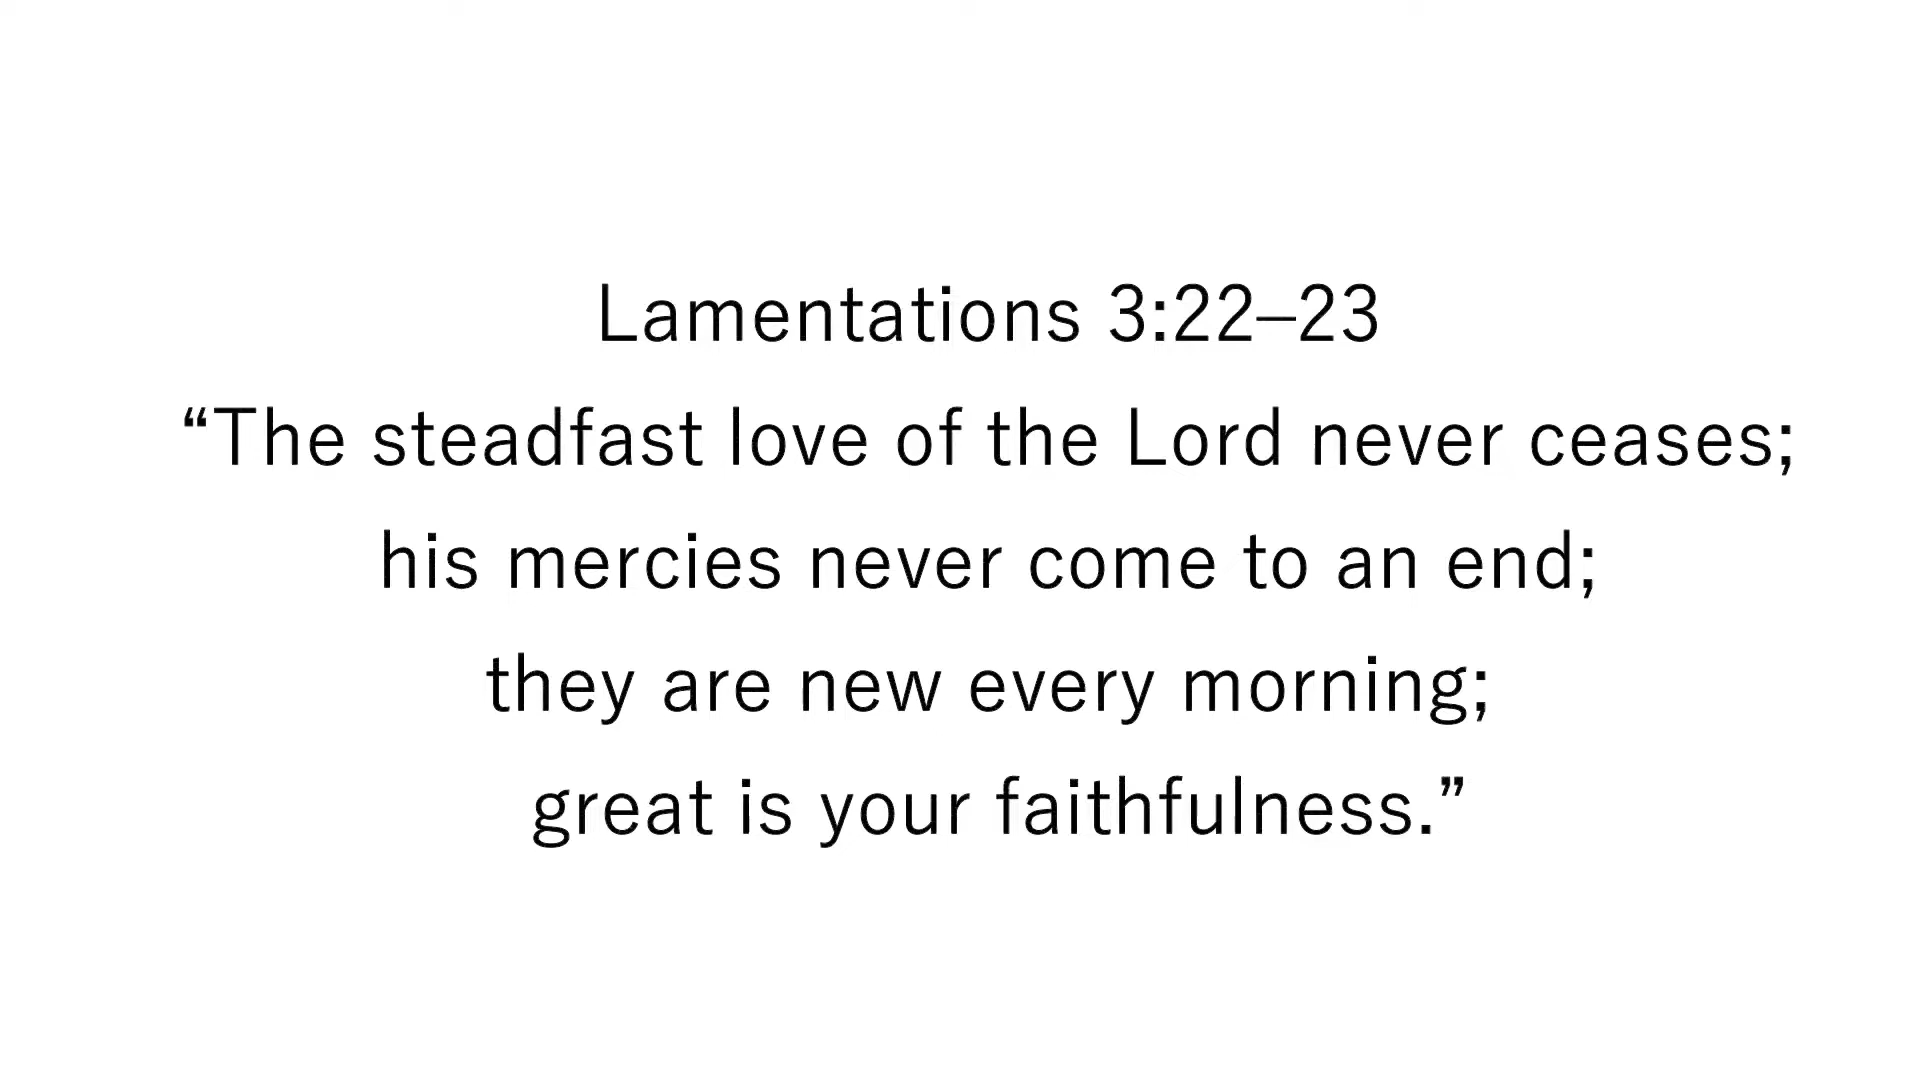 Lamentations 3:22–23
“The steadfast love of the Lord never ceases;
his mercies never come to an end;
they are new every morning;
great is your faithfulness.”